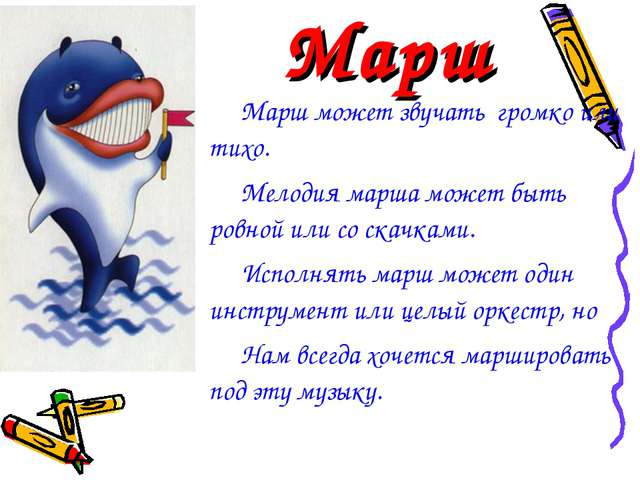 Марш
Марш может звучать громко или
тихо.
Мелодия марша может быть
ровной или со скачками.
Исполнять марш может один
инструмент или целый оркестр, но
Нам всегда хочется маршировать
под эту музыку.